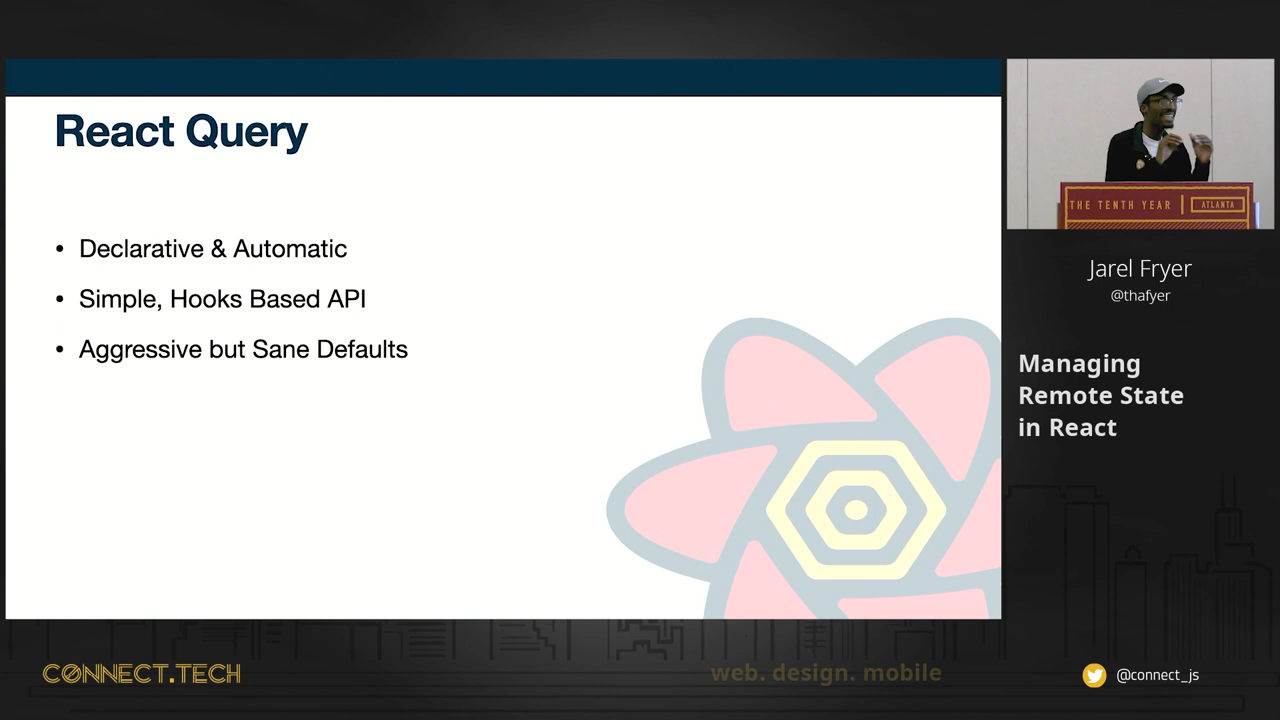 React Query
• Declarative & Automatic
• Simple, Hooks Based API
• Aggressive but Sane Defaults
THE TENTH YEAR | ATLANTA
Jarel Fryer
@thafyer
Managing
Remote State
in React
CONNECT.TECH
web. design. mobile
@connect_js